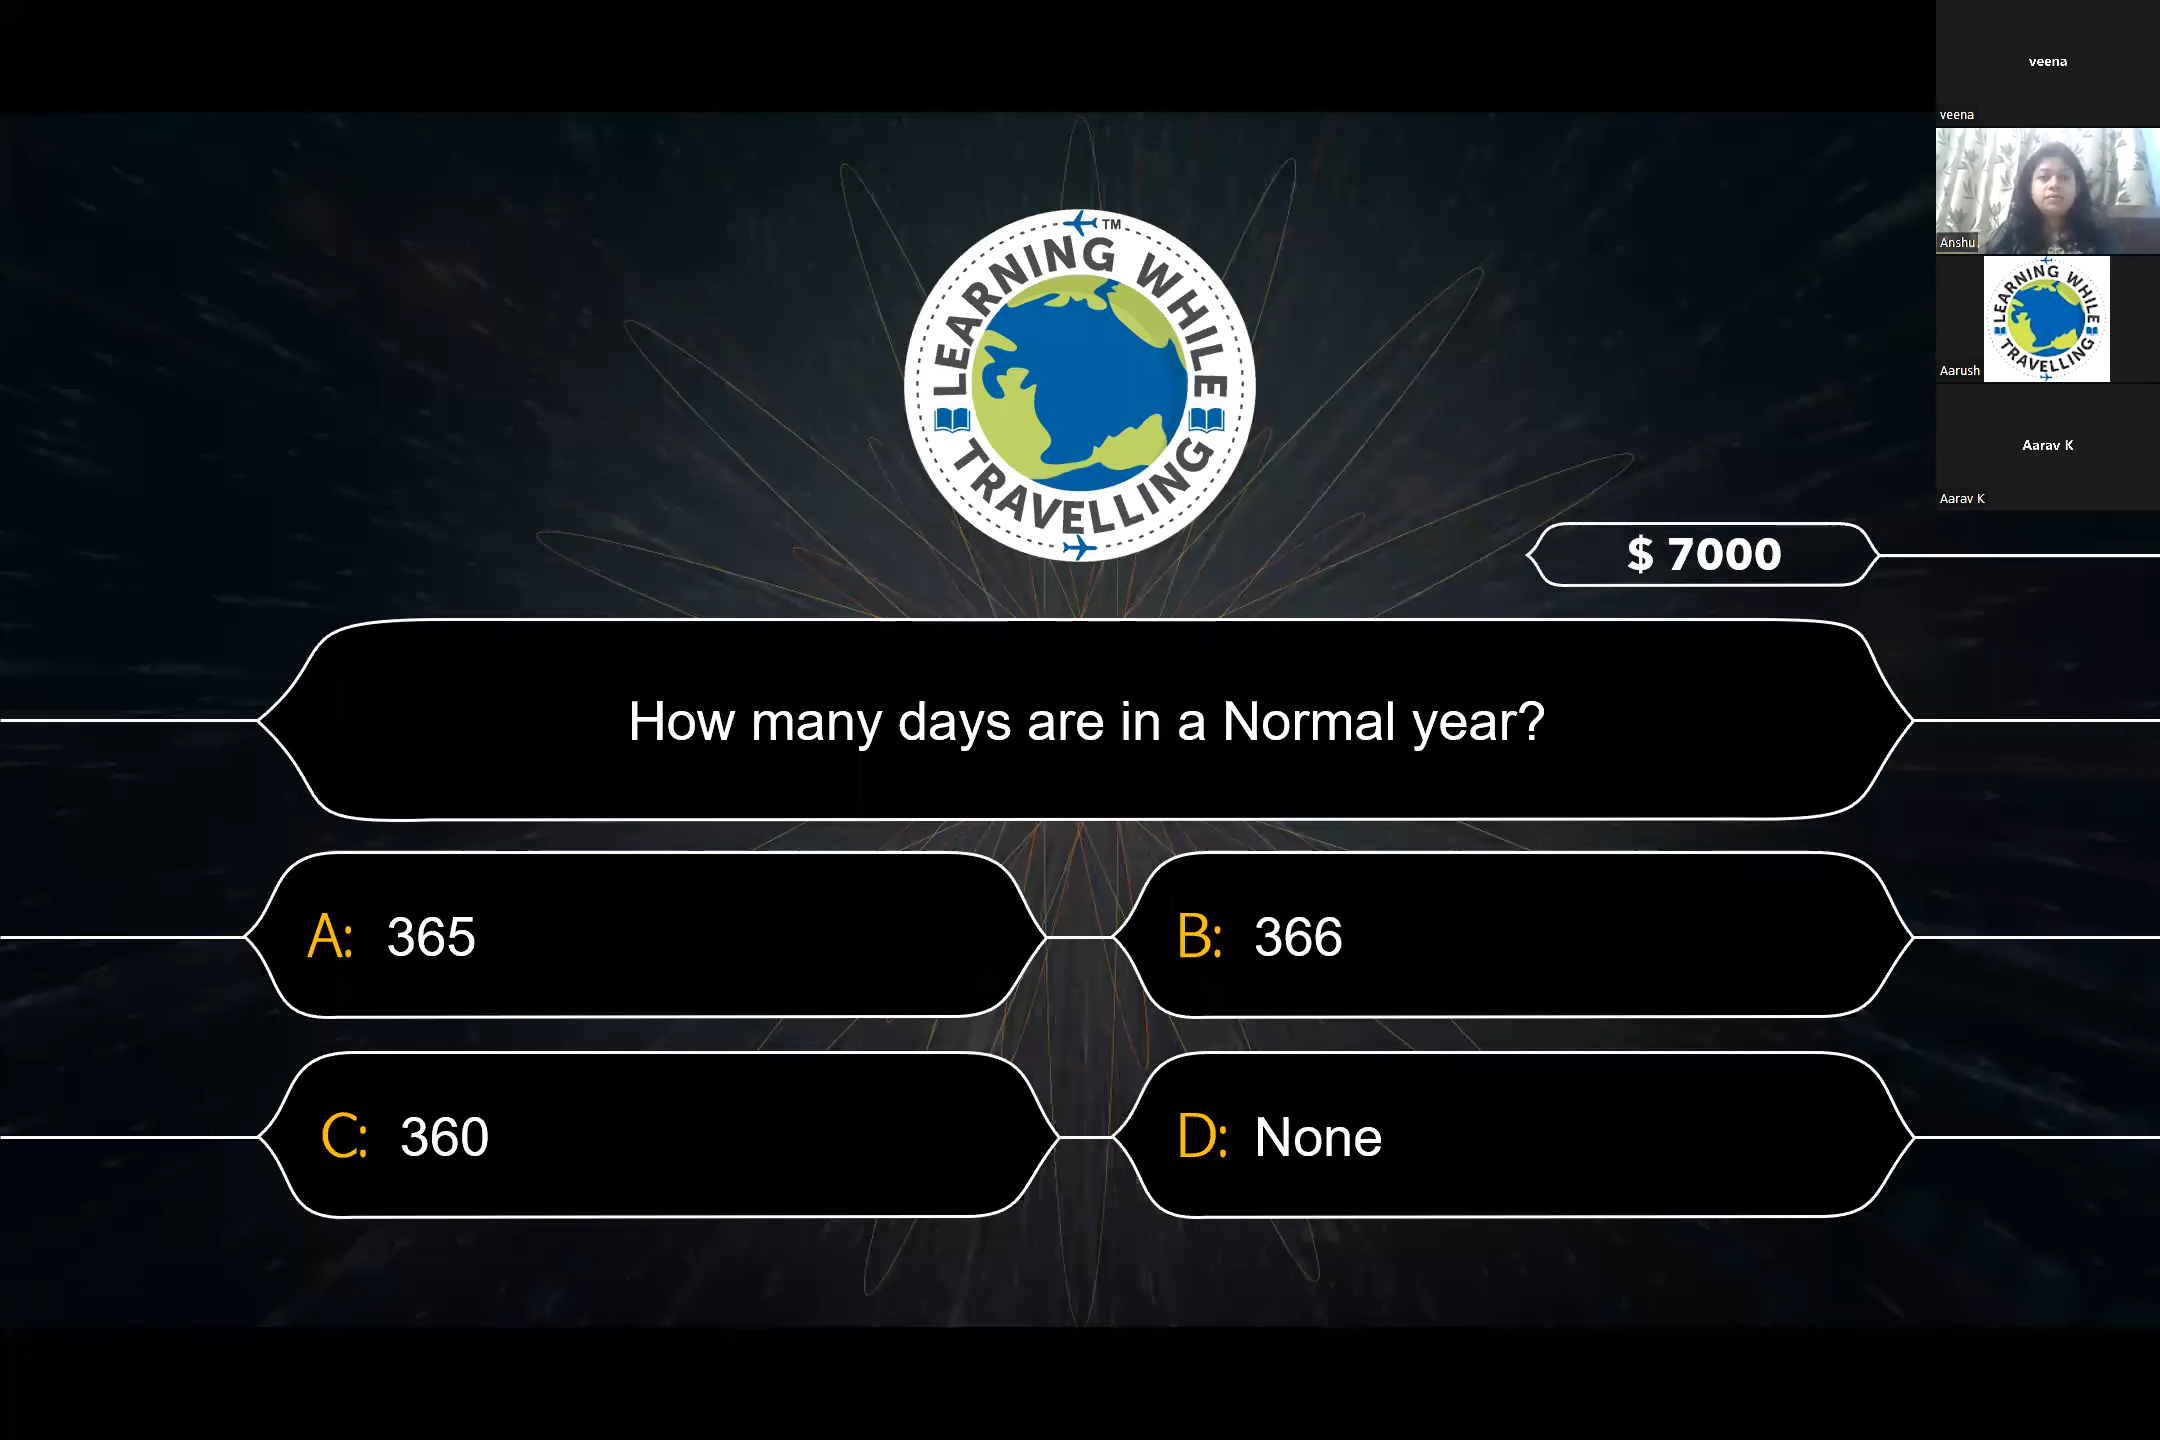 veena
veena
Anshu
LEARNING WHILE
TRAVELLING
Aarush
Aarav K
Aarav K
TM
LEARNING WHILE
TRAVELLING
$ 7000
How many days are in a Normal year?
A: 365
B: 366
C: 360
D: None